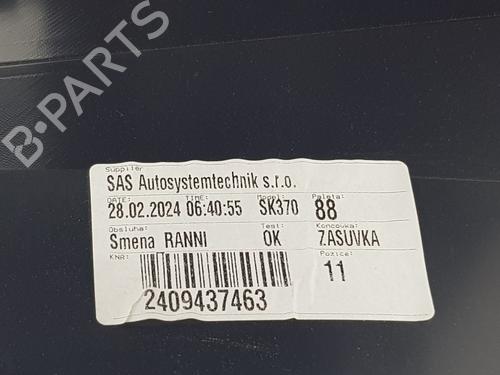 B-PARTS
Supplier
SAS Autosystemtechnik s.r.o.
DATE: TIME: Model: Paleta:
28.02.2024 06:40:55 SK370 88
Obsluha: Test: Koncovka:
Smena RANNI OK ZASUVKA
KNR: Pozice:
11
2409437463